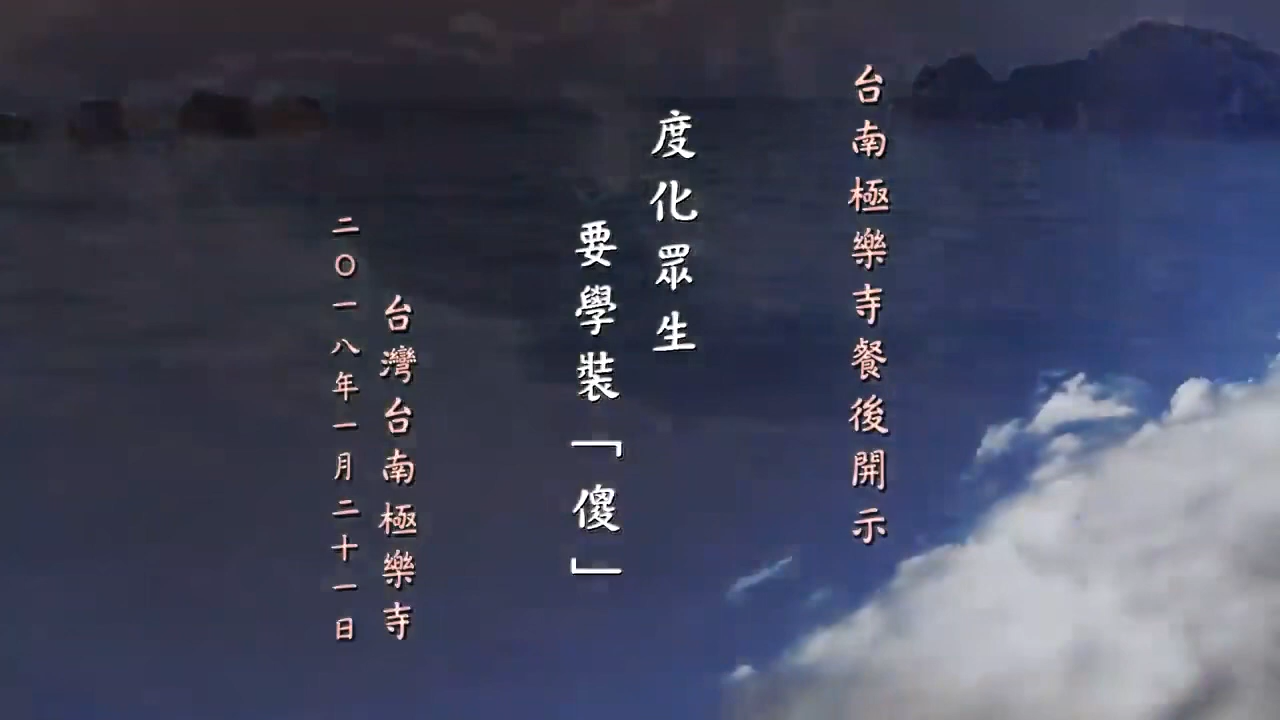 台南極樂寺餐後開示
度化眾生
要學裝「傻」
台灣台南極樂寺
二〇一八年一月二十一日